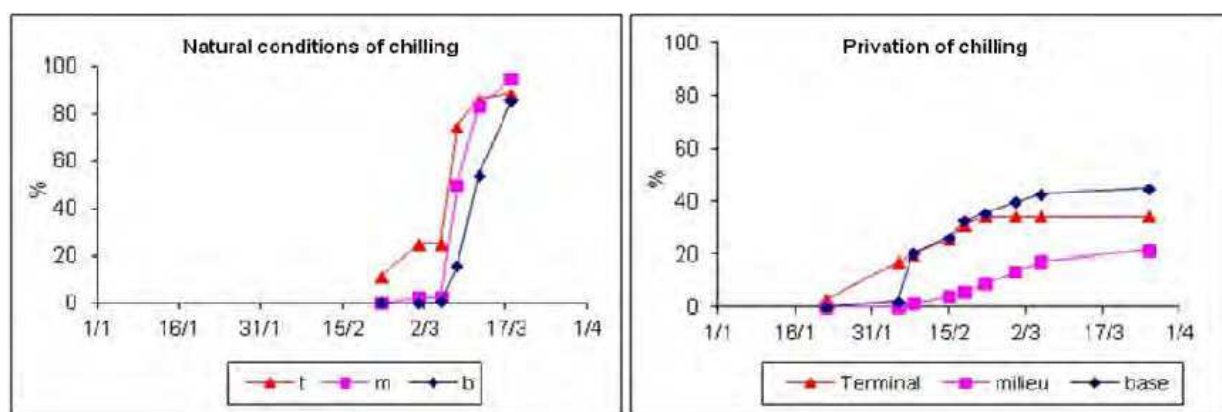 Natural conditions of chilling
100
80
60
40
20
0
%
1/1 16/1 31/1 15/2 2/3 17/3 1/4
t m b
Privation of chilling
100
80
60
40
20
0
%
1/1 16/1 31/1 15/2 2/3 17/3 1/4
Terminal milieu base